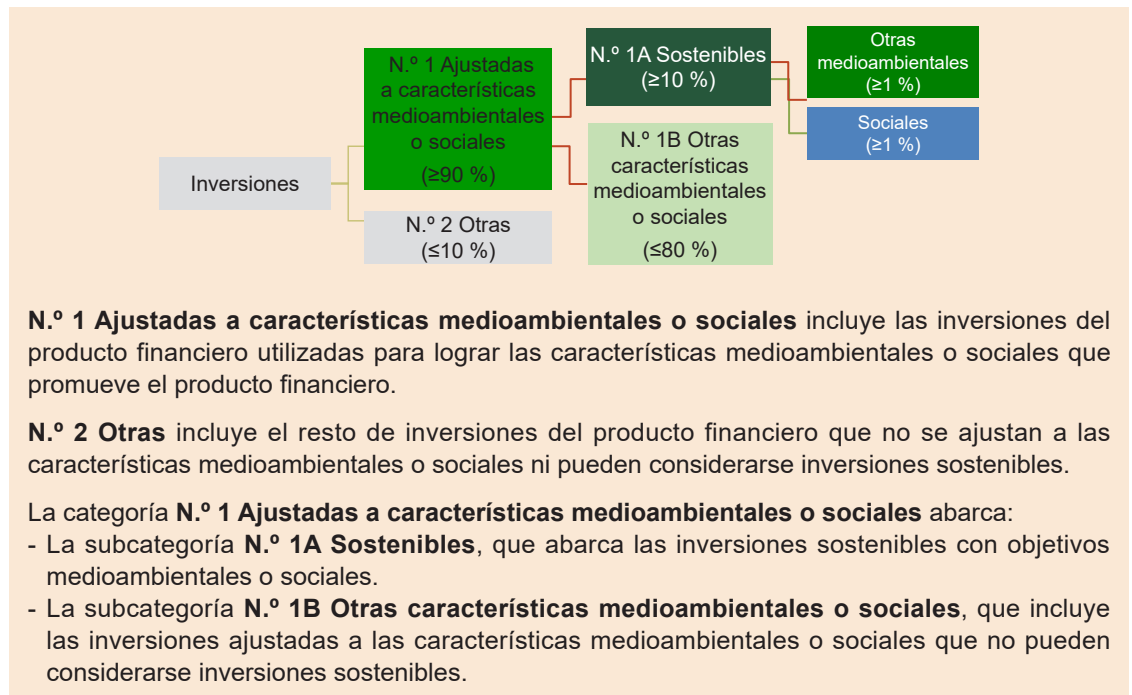 Inversiones
N.º 1 Ajustadas
a características
medioambientales
o sociales
(≥90 %)
N.º 2 Otras
(≤10 %)
N.º 1A Sostenibles
(≥10 %)
N.º 1B Otras
características
medioambientales
o sociales
(≤80 %)
Otras
medioambientales
(≥1 %)
Sociales
(≥1 %)
N.º 1 Ajustadas a características medioambientales o sociales incluye las inversiones del
producto financiero utilizadas para lograr las características medioambientales o sociales que
promueve el producto financiero.
N.º 2 Otras incluye el resto de inversiones del producto financiero que no se ajustan a las
características medioambientales o sociales ni pueden considerarse inversiones sostenibles.
La categoría N.º 1 Ajustadas a características medioambientales o sociales abarca:
- La subcategoría N.º 1A Sostenibles, que abarca las inversiones sostenibles con objetivos
medioambientales o sociales.
- La subcategoría N.º 1B Otras características medioambientales o sociales, que incluye
las inversiones ajustadas a las características medioambientales o sociales que no pueden
considerarse inversiones sostenibles.